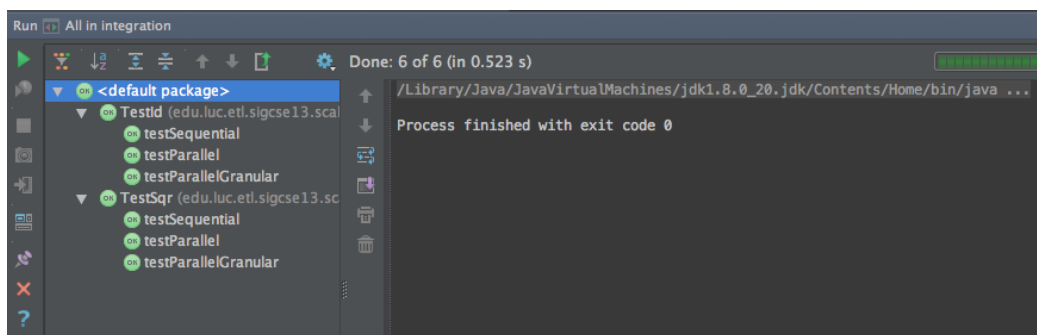 Run All in integration
Done: 6 of 6 (in 0.523 s)
<default package>
TestId (edu.luc.etl.sigcse13.scal
testSequential
testParallel
testParallelGranular
TestSqr (edu.luc.etl.sigcse13.sc
testSequential
testParallel
testParallelGranular
/Library/Java/JavaVirtualMachines/jdk1.8.0_20.jdk/Contents/Home/bin/java ...
Process finished with exit code 0